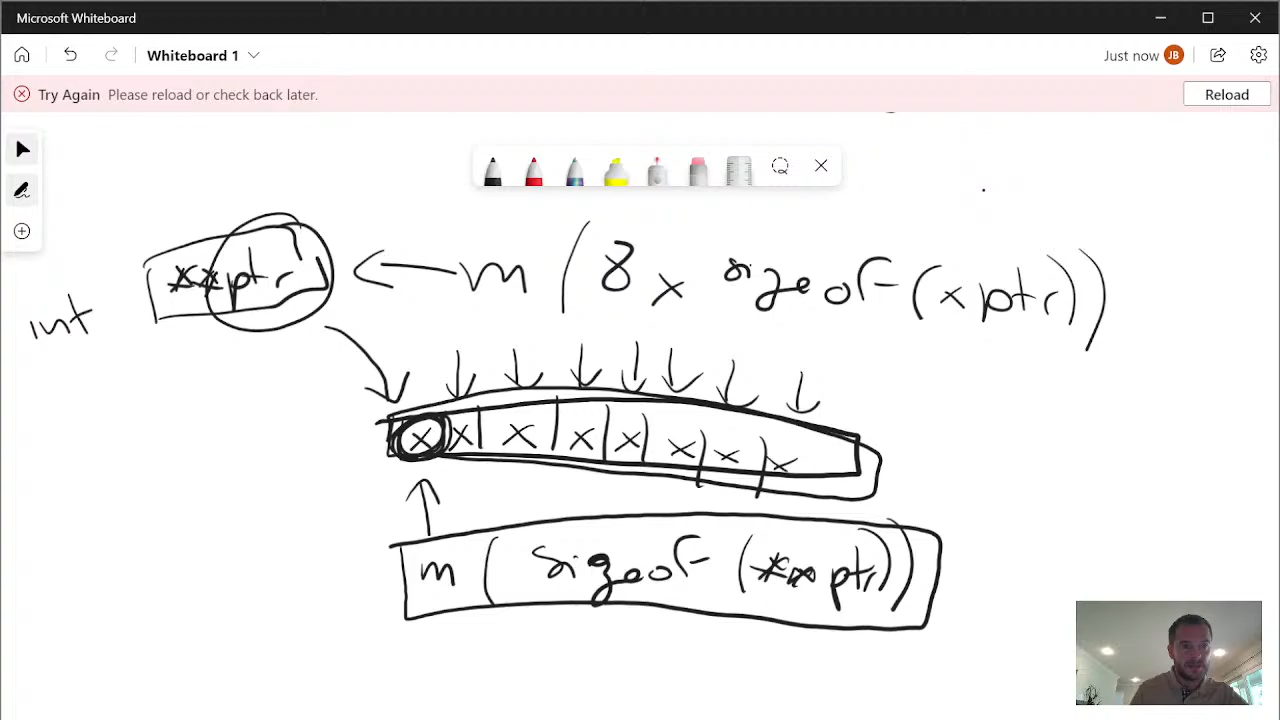 Microsoft Whiteboard
Whiteboard 1
Just now JB
Try Again Please reload or check back later.
Reload
int **ptr ← m (8 x sizeof(*ptr))
x x x x x x x x
m (sizeof(**ptr))